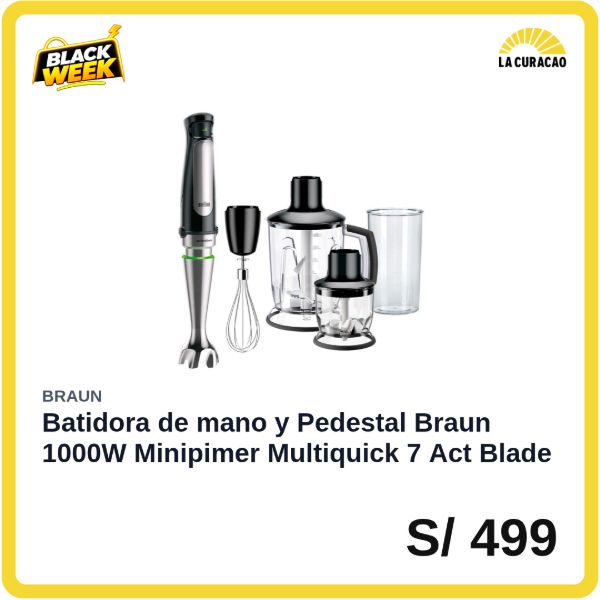 BLACK
WEEK
LA CURACAO
BRAUN
Batidora de mano y Pedestal Braun
1000W Minipimer Multiquick 7 Act Blade
S/ 499